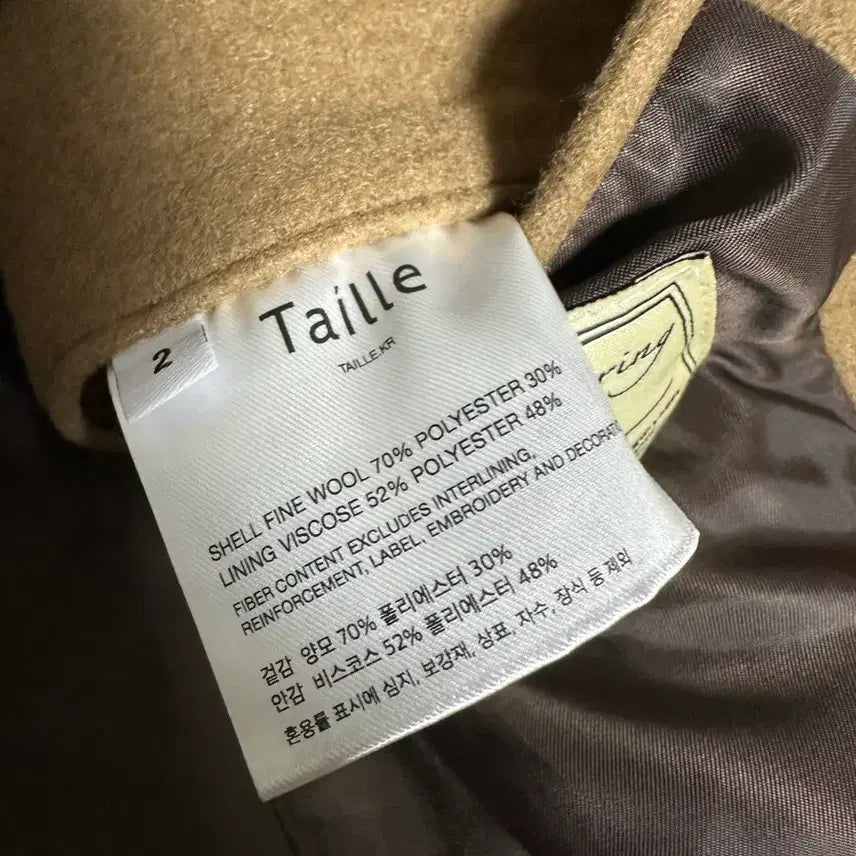 2
Taille
TAILLE.KR
SHELL FINE WOOL 70% POLYESTER 30%
LINING VISCOSE 52% POLYESTER 48%
FIBER CONTENT EXCLUDES INTERLINING,
REINFORCEMENT, LABEL, EMBROIDERY AND DECORATI
겉감 양모 70% 폴리에스터 30%
안감 비스코스 52% 폴리에스터 48%
혼용률 표시에 심지, 보강재, 상표, 자수, 장식 등 제외
ring